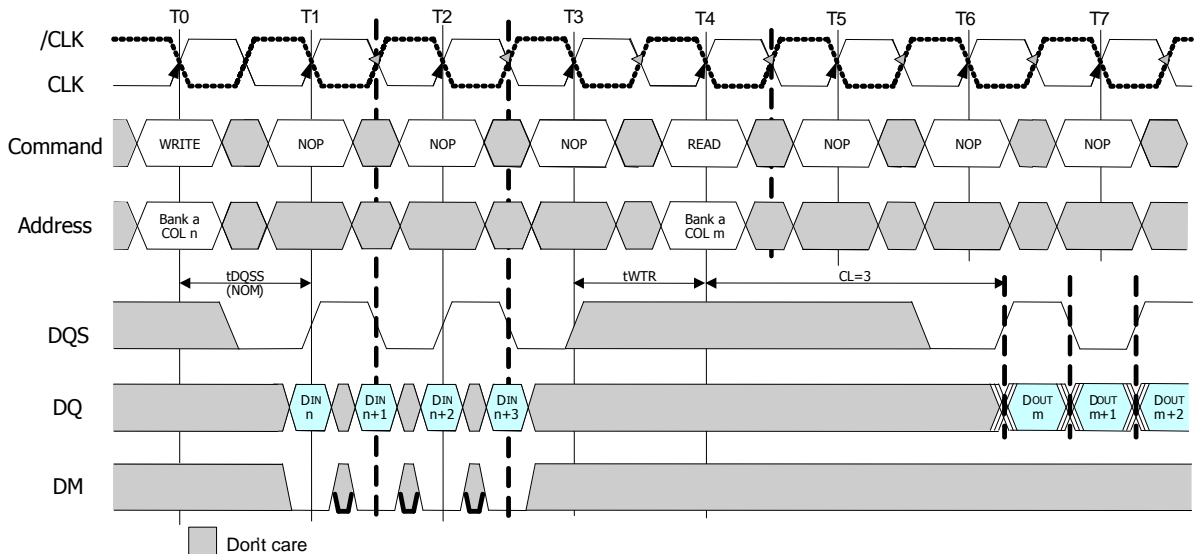 T0 T1 T2 T3 T4 T5 T6 T7
/CLK
CLK
Command WRITE NOP NOP NOP READ NOP NOP NOP
Address Bank a
COL n
Bank a
COL m
tDQSS
(NOM)
tWTR
CL=3
DQS
DQ
DIN
n
DIN
n+1
DIN
n+2
DIN
n+3
DOUT
m
DOUT
m+1
DOUT
m+2
DM
Don't care